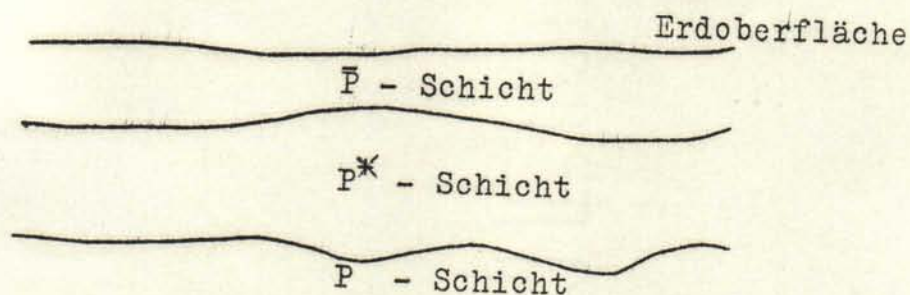 Erdoberfläche
P̄ - Schicht
P* - Schicht
P - Schicht